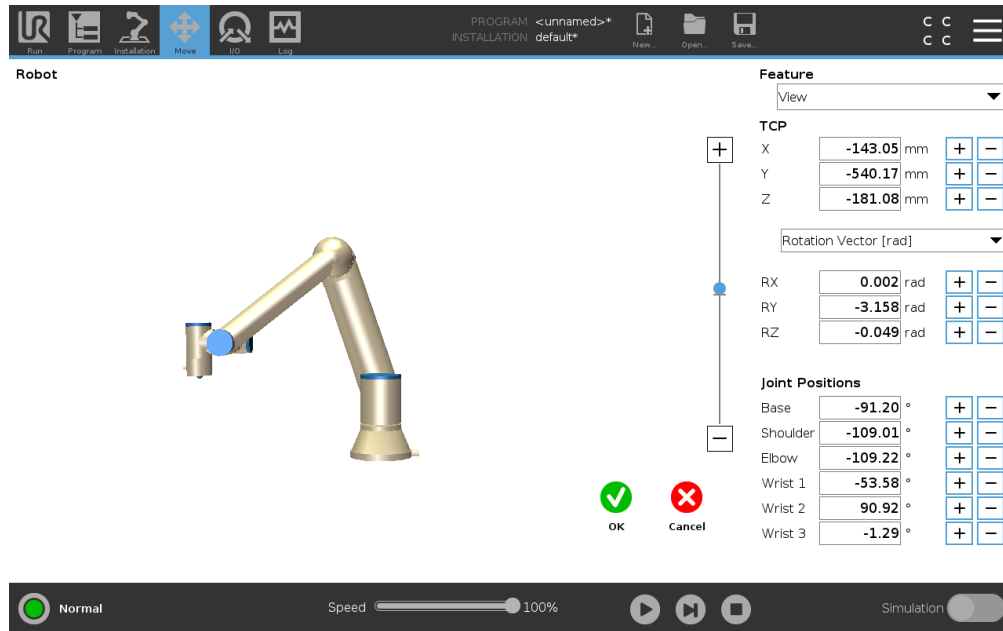 PROGRAM <unnamed>*
INSTALLATION default*
UR
Run Program Installation Move I/O Log
New... Open... Save...
C C
C C
Robot
Feature
View
TCP
X -143.05 mm + −
Y -540.17 mm + −
Z -181.08 mm + −
Rotation Vector [rad]
RX 0.002 rad + −
RY -3.158 rad + −
RZ -0.049 rad + −
Joint Positions
Base -91.20 ° + −
Shoulder -109.01 ° + −
Elbow -109.22 ° + −
Wrist 1 -53.58 ° + −
Wrist 2 90.92 ° + −
Wrist 3 -1.29 ° + −
+
−
OK Cancel
Normal
Speed 100%
Simulation